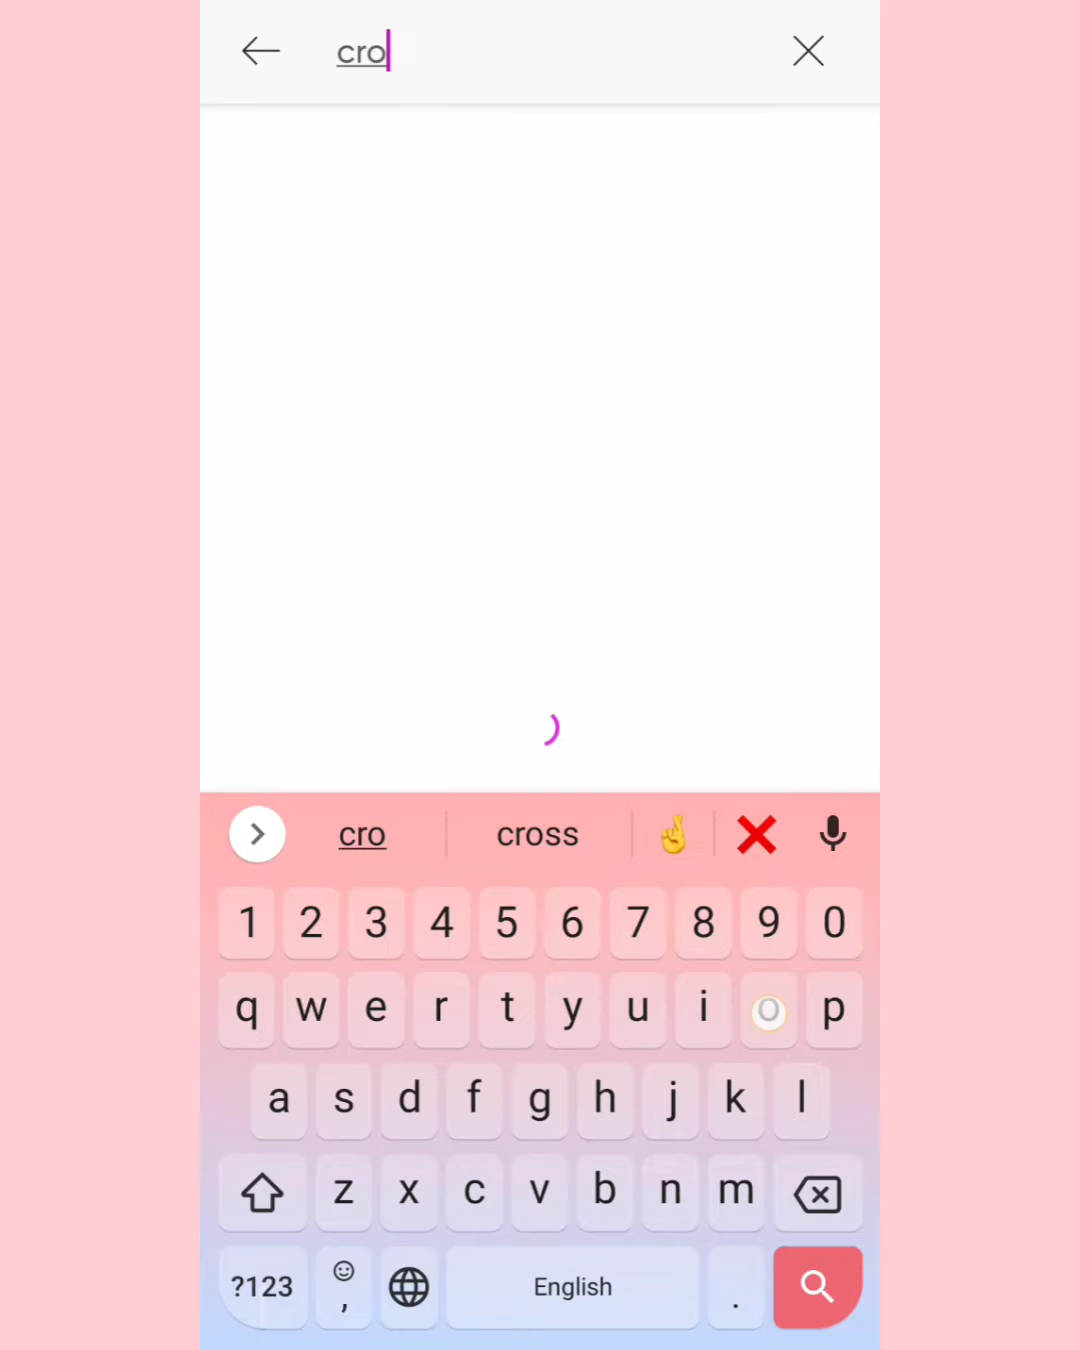 cro
cro cross
1 2 3 4 5 6 7 8 9 0
q w e r t y u i o p
a s d f g h j k l
z x c v b n m
?123 , English .